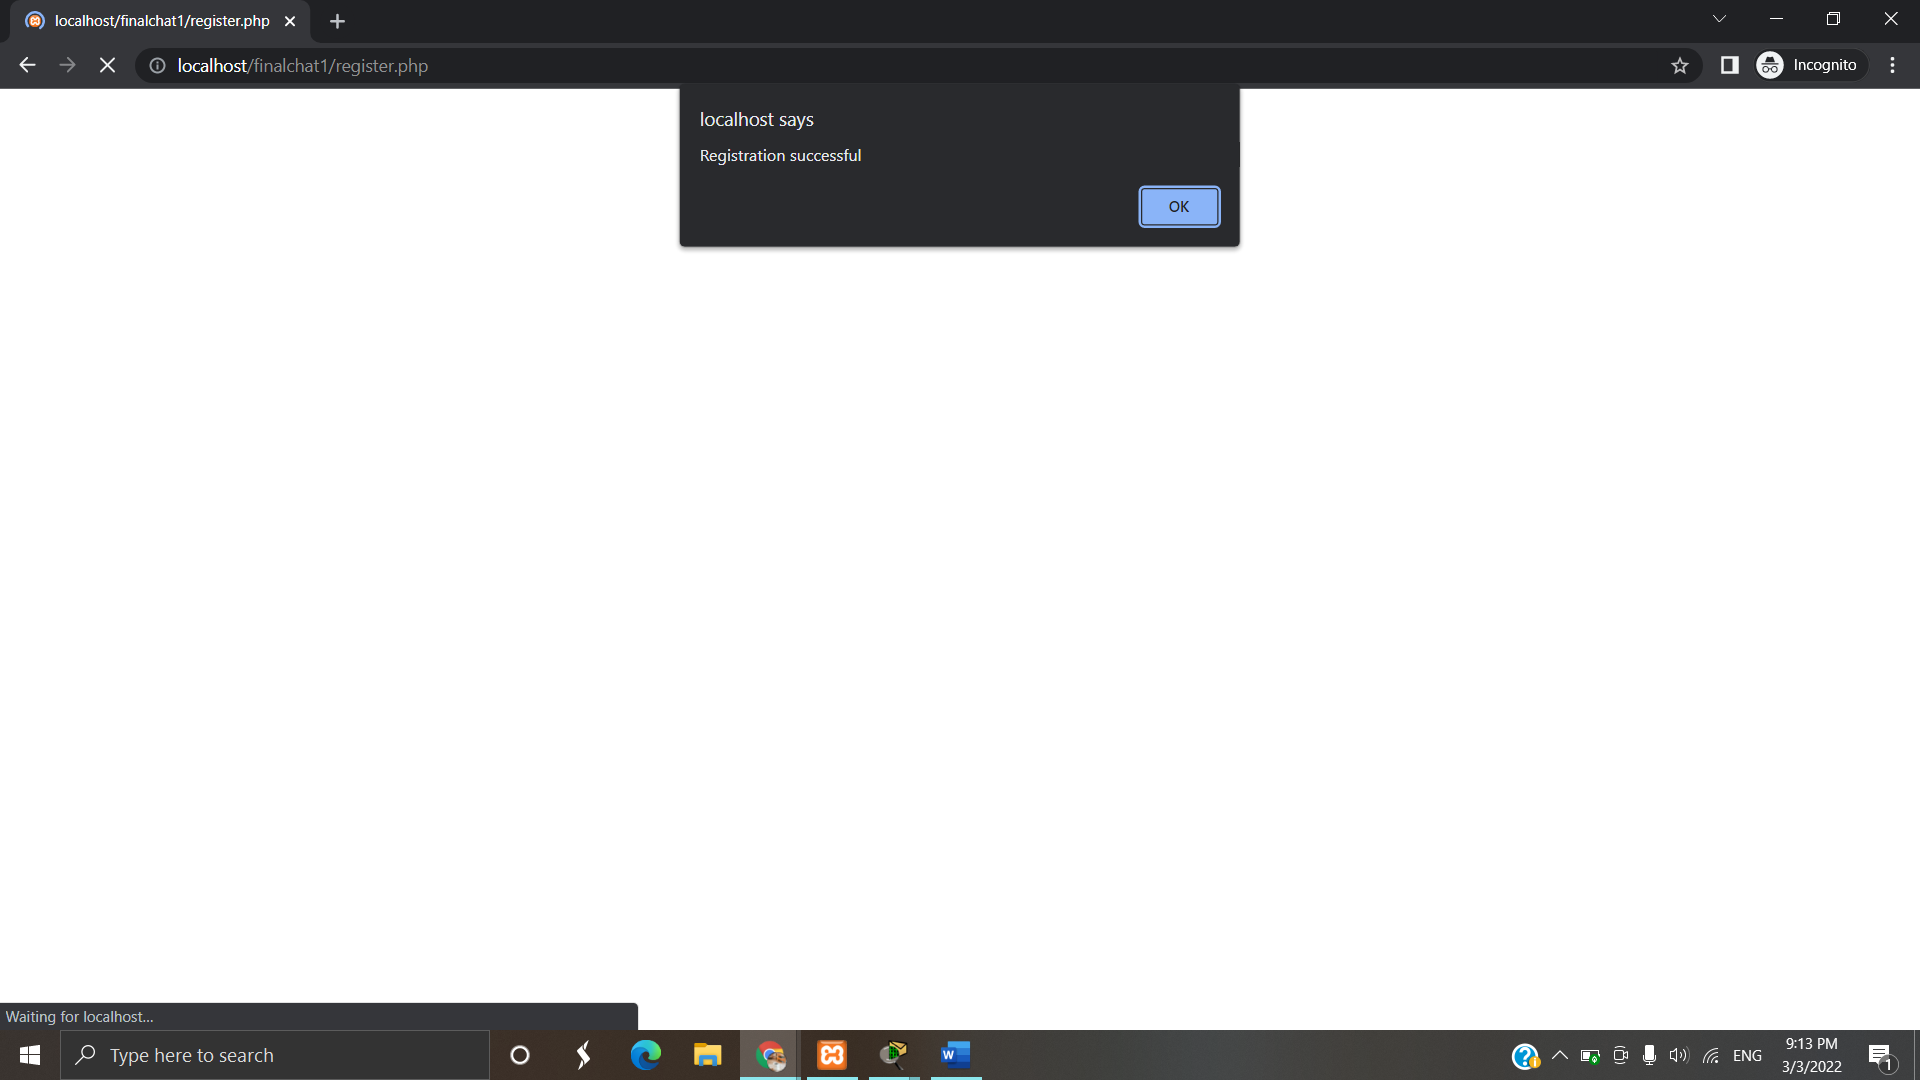 localhost/finalchat1/register.php
localhost/finalchat1/register.php
Incognito
localhost says
Registration successful
OK
Waiting for localhost...
Type here to search
W
ENG
9:13 PM
3/3/2022
1